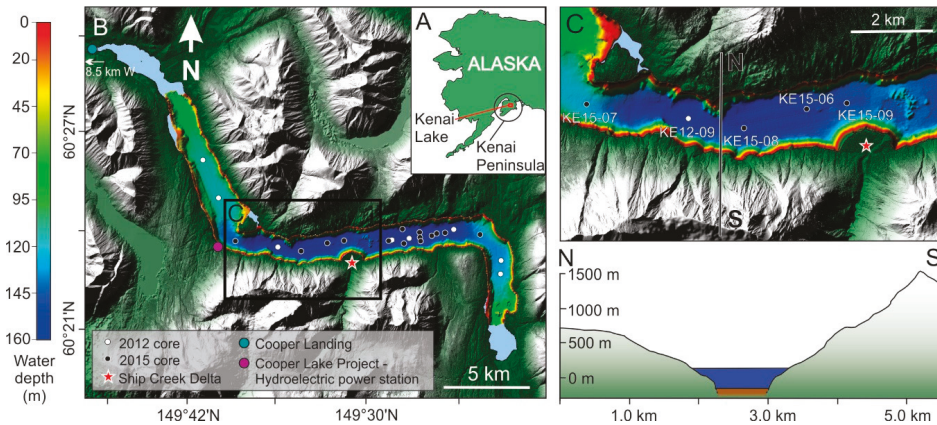 0
20
45
70
90
120
140
160
Water
depth (m)
B
8.5 km W
N
60°27'N
60°21'N
C
2012 core
2015 core
Ship Creek Delta
Cooper Landing
Cooper Lake Project -
Hydroelectric power station
5 km
149°42'N
149°30'N
A
ALASKA
Kenai
Lake
Kenai
Peninsula
C
2 km
N
KE15-07
KE12-09
KE15-08
KE15-06
KE15-09
S
N
S
1500 m
1000 m
500 m
0 m
1.0 km
3.0 km
5.0 km